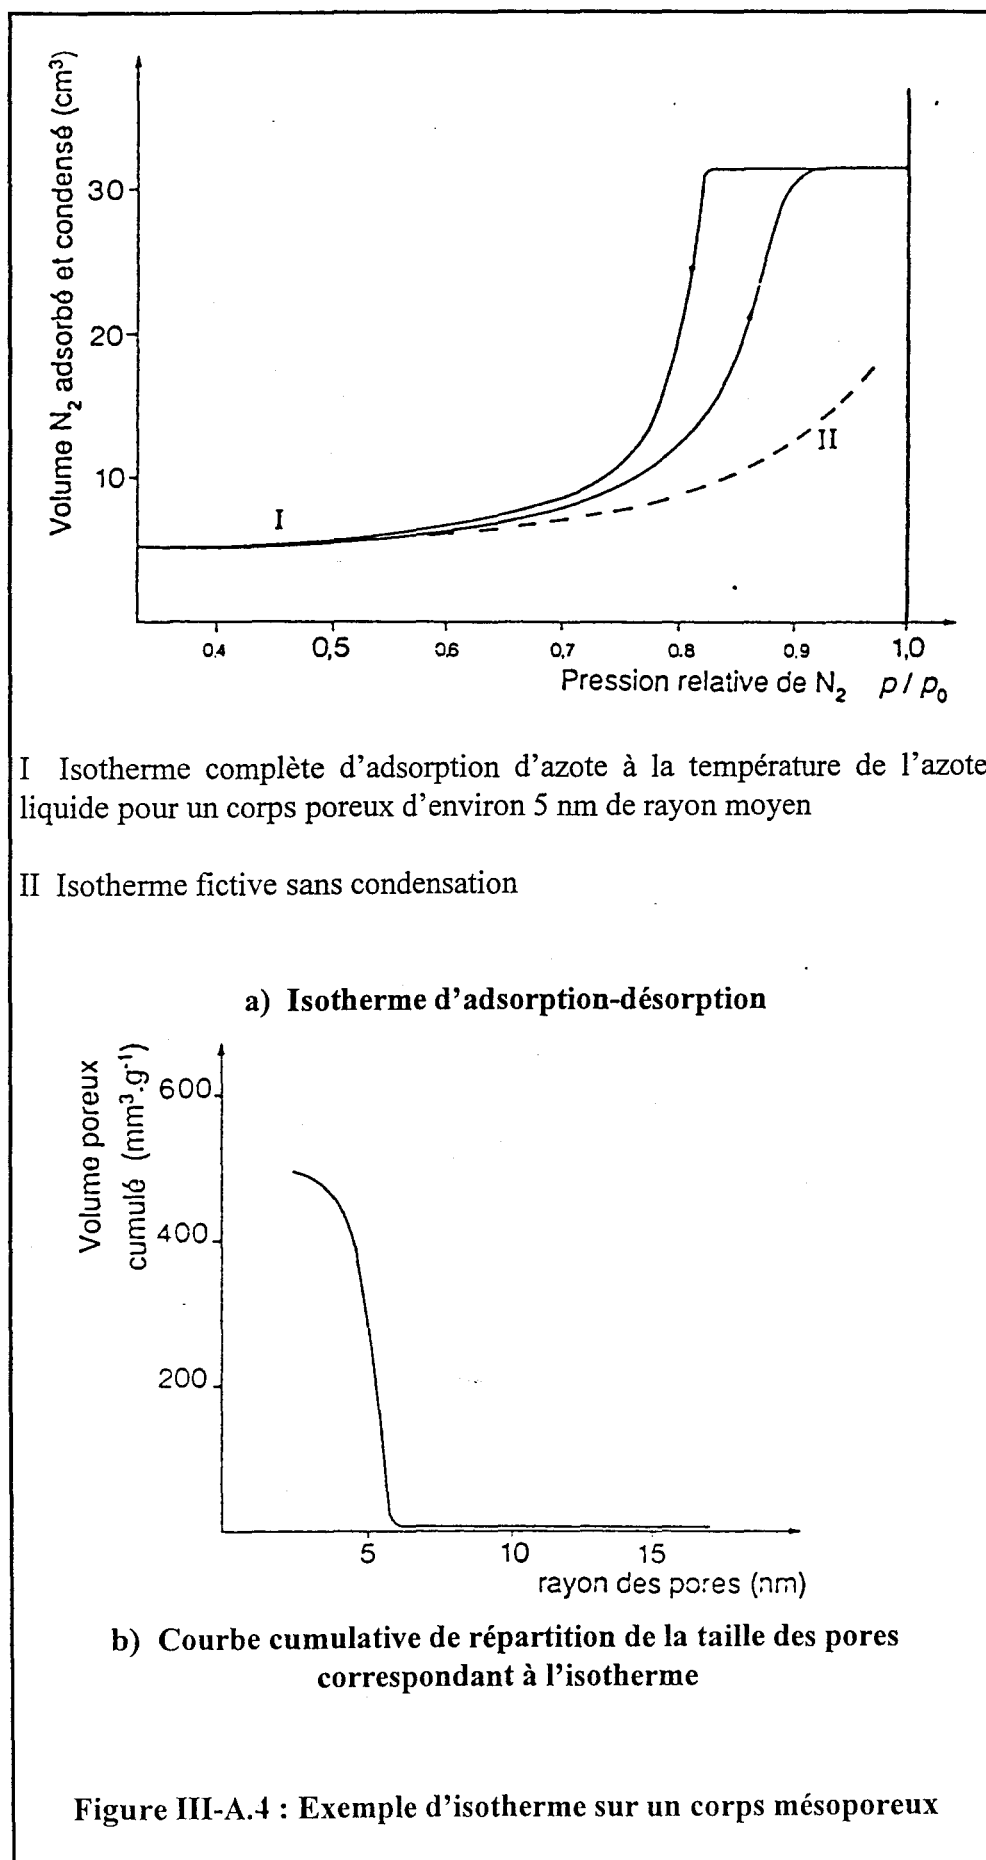 Volume N₂ adsorbé et condensé (cm³)
30
20
10
I
II
0,4 0,5 0,6 0,7 0,8 0,9 1,0
Pression relative de N₂ p / p₀
I Isotherme complète d'adsorption d'azote à la température de l'azote
liquide pour un corps poreux d'environ 5 nm de rayon moyen
II Isotherme fictive sans condensation
a) Isotherme d'adsorption-désorption
Volume poreux
cumulé (mm³.g⁻¹)
600
400
200
5 10 15
rayon des pores (nm)
b) Courbe cumulative de répartition de la taille des pores
correspondant à l'isotherme
Figure III-A.4 : Exemple d'isotherme sur un corps mésoporeux